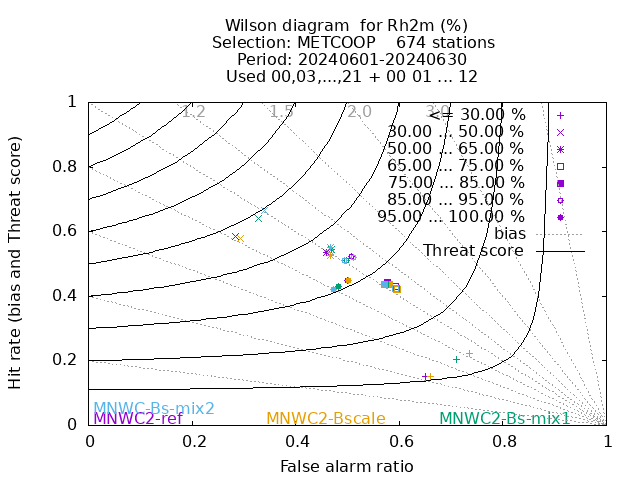 Wilson diagram  for Rh2m (%)
Selection: METCOOP    674 stations
Period: 20240601-20240630
Used 00,03,...,21 + 00 01 ... 12
1.2 1.5 2.0 3.0
<= 30.00 %
30.00 ... 50.00 %
50.00 ... 65.00 %
65.00 ... 75.00 %
75.00 ... 85.00 %
85.00 ... 95.00 %
95.00 ... 100.00 %
bias
Threat score
Hit rate (bias and Threat score)
1
0.8
0.6
0.4
0.2
0
MNWC-Bs-mix2
MNWC2-ref MNWC2-Bscale MNWC2-Bs-mix1
0 0.2 0.4 0.6 0.8 1
False alarm ratio